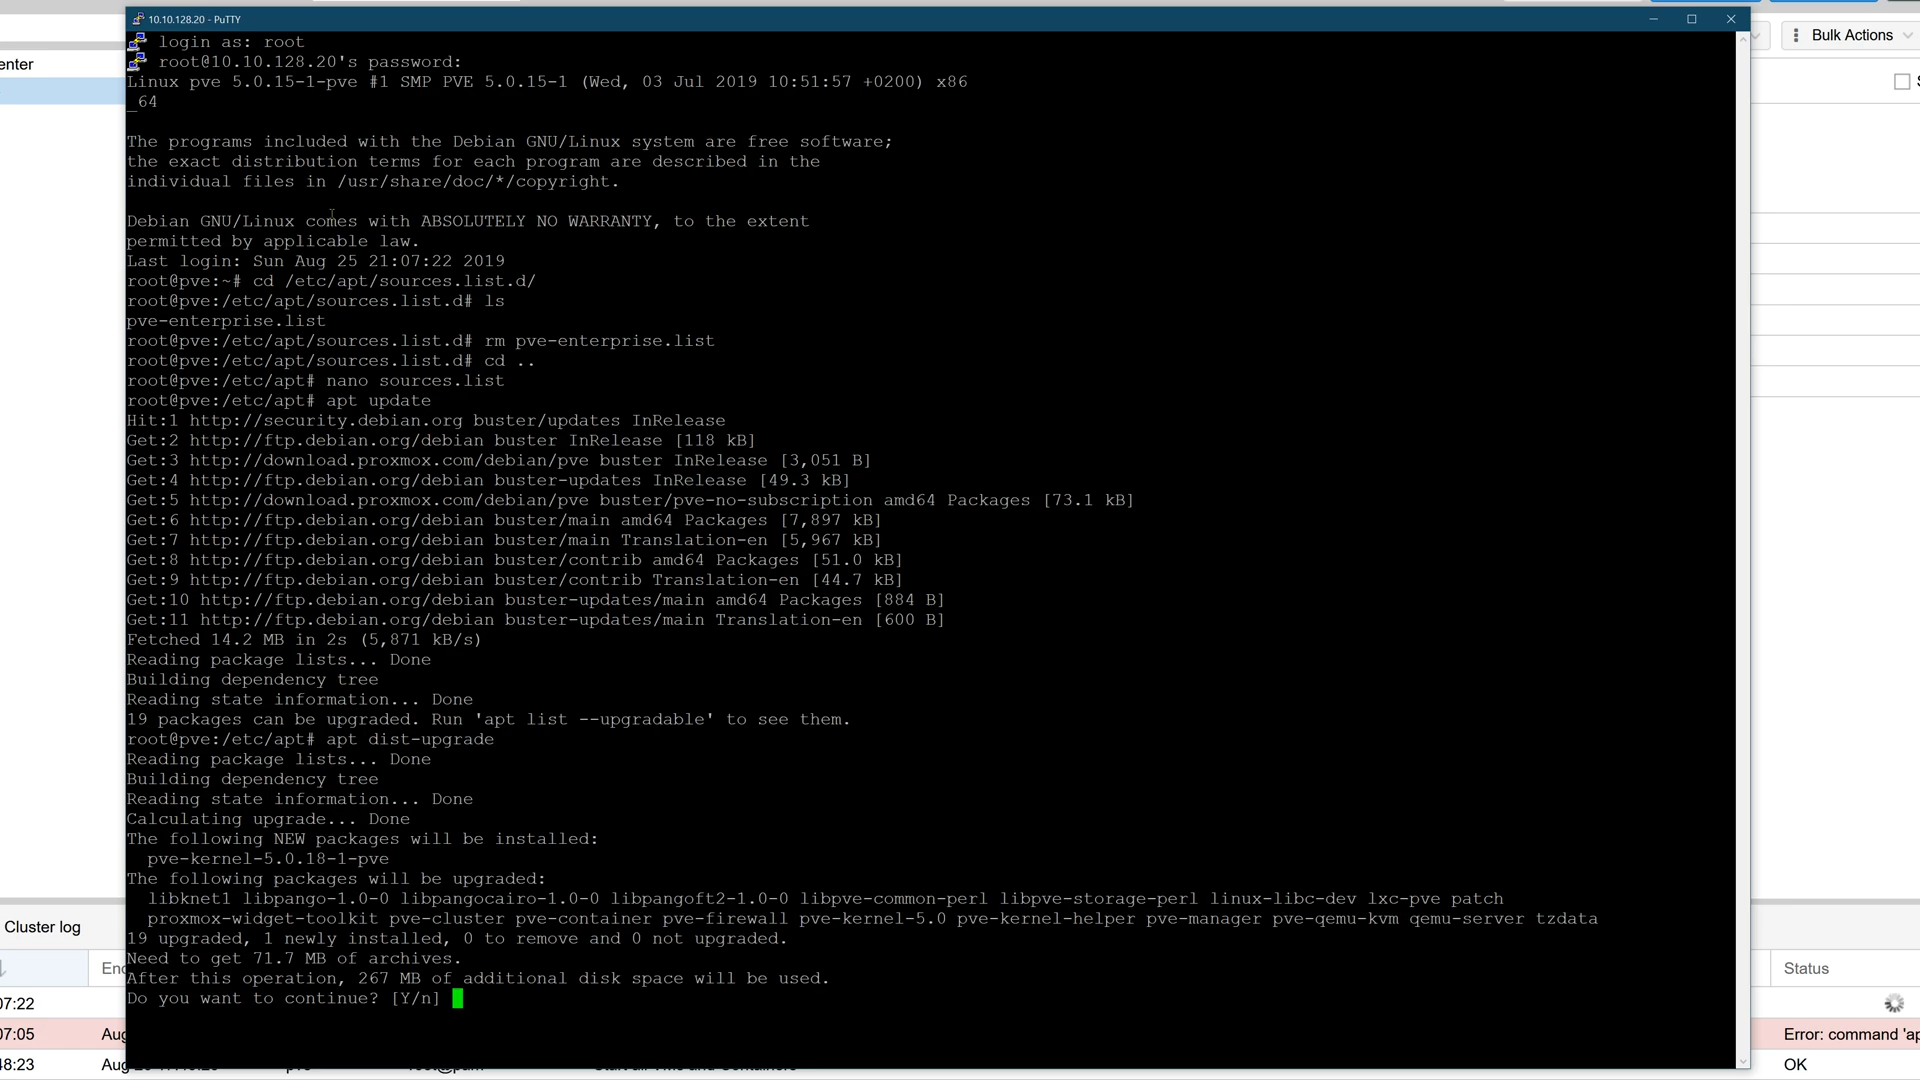 10.10.128.20 - PuTTY
login as: root
root@10.10.128.20's password:
Linux pve 5.0.15-1-pve #1 SMP PVE 5.0.15-1 (Wed, 03 Jul 2019 10:51:57 +0200) x86
_64
The programs included with the Debian GNU/Linux system are free software;
the exact distribution terms for each program are described in the
individual files in /usr/share/doc/*/copyright.
Debian GNU/Linux comes with ABSOLUTELY NO WARRANTY, to the extent
permitted by applicable law.
Last login: Sun Aug 25 21:07:22 2019
root@pve:~# cd /etc/apt/sources.list.d/
root@pve:/etc/apt/sources.list.d# ls
pve-enterprise.list
root@pve:/etc/apt/sources.list.d# rm pve-enterprise.list
root@pve:/etc/apt/sources.list.d# cd ..
root@pve:/etc/apt# nano sources.list
root@pve:/etc/apt# apt update
Hit:1 http://security.debian.org buster/updates InRelease
Get:2 http://ftp.debian.org/debian buster InRelease [118 kB]
Get:3 http://download.proxmox.com/debian/pve buster InRelease [3,051 B]
Get:4 http://ftp.debian.org/debian buster-updates InRelease [49.3 kB]
Get:5 http://download.proxmox.com/debian/pve buster/pve-no-subscription amd64 Packages [73.1 kB]
Get:6 http://ftp.debian.org/debian buster/main amd64 Packages [7,897 kB]
Get:7 http://ftp.debian.org/debian buster/main Translation-en [5,967 kB]
Get:8 http://ftp.debian.org/debian buster/contrib amd64 Packages [51.0 kB]
Get:9 http://ftp.debian.org/debian buster/contrib Translation-en [44.7 kB]
Get:10 http://ftp.debian.org/debian buster-updates/main amd64 Packages [884 B]
Get:11 http://ftp.debian.org/debian buster-updates/main Translation-en [600 B]
Fetched 14.2 MB in 2s (5,871 kB/s)
Reading package lists... Done
Building dependency tree
Reading state information... Done
19 packages can be upgraded. Run 'apt list --upgradable' to see them.
root@pve:/etc/apt# apt dist-upgrade
Reading package lists... Done
Building dependency tree
Reading state information... Done
Calculating upgrade... Done
The following NEW packages will be installed:
pve-kernel-5.0.18-1-pve
The following packages will be upgraded:
libknet1 libpango-1.0-0 libpangocairo-1.0-0 libpangoft2-1.0-0 libpve-common-perl libpve-storage-perl linux-libc-dev lxc-pve patch
proxmox-widget-toolkit pve-cluster pve-container pve-firewall pve-kernel-5.0 pve-kernel-helper pve-manager pve-qemu-kvm qemu-server tzdata
19 upgraded, 1 newly installed, 0 to remove and 0 not upgraded.
Need to get 71.7 MB of archives.
After this operation, 267 MB of additional disk space will be used.
Do you want to continue? [Y/n]
enter
Bulk Actions
Cluster log
Status
07:22
07:05 Aug Error: command 'ap
48:23 OK